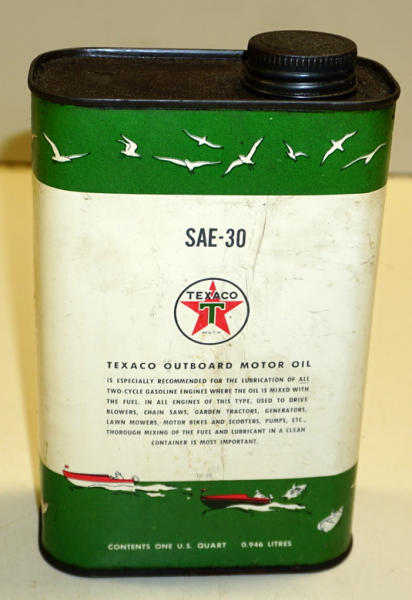 SAE-30
TEXACO
T
TEXACO OUTBOARD MOTOR OIL
IS ESPECIALLY RECOMMENDED FOR THE LUBRICATION OF ALL
TWO-CYCLE GASOLINE ENGINES WHERE THE OIL IS MIXED WITH
THE FUEL. IN ALL ENGINES OF THIS TYPE, USED TO DRIVE
BLOWERS, CHAIN SAWS, GARDEN TRACTORS, GENERATORS,
LAWN MOWERS, MOTOR BIKES AND SCOOTERS, PUMPS, ETC.,
THOROUGH MIXING OF THE FUEL AND LUBRICANT IN A CLEAN
CONTAINER IS MOST IMPORTANT.
CONTENTS ONE U.S. QUART 0.946 LITRES